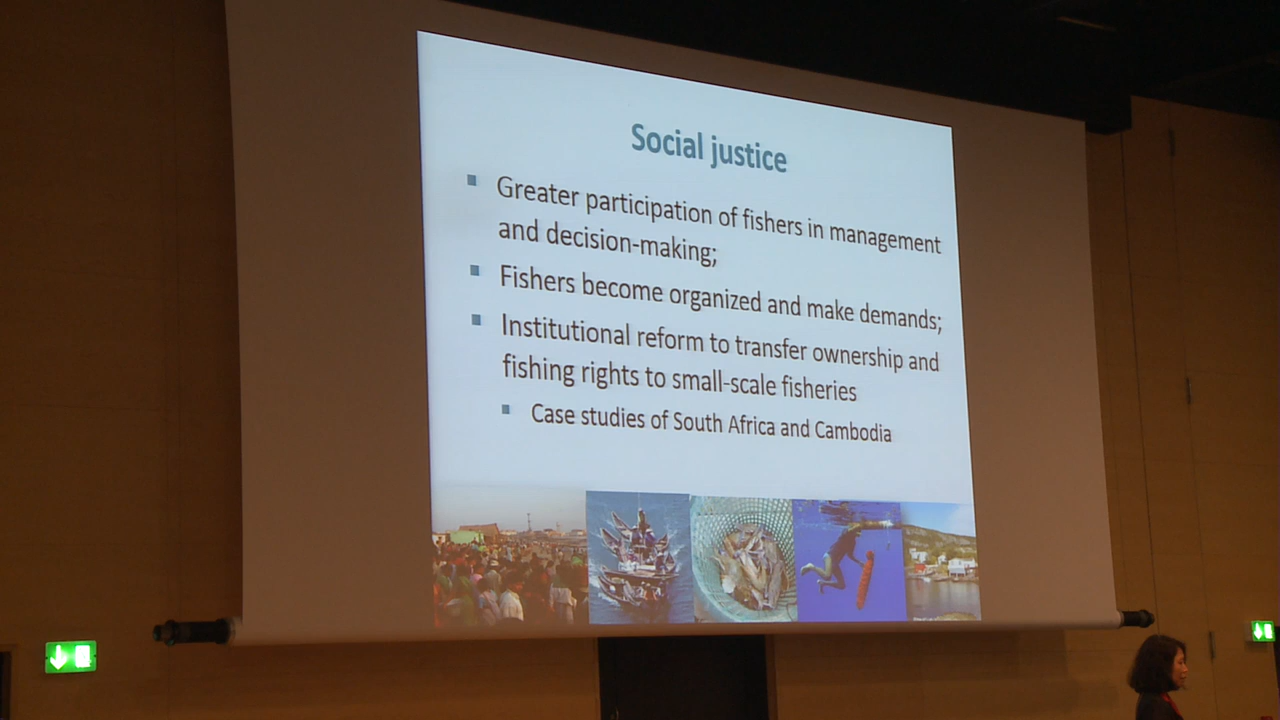 Social justice
Greater participation of fishers in management
and decision-making;
Fishers become organized and make demands;
Institutional reform to transfer ownership and
fishing rights to small-scale fisheries
Case studies of South Africa and Cambodia